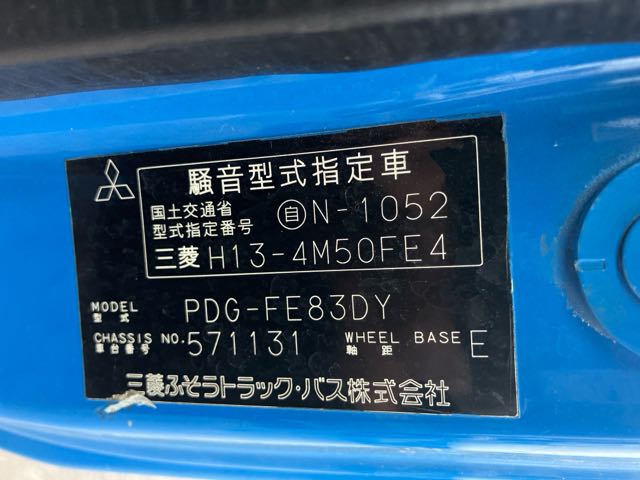 騒音型式指定車
国土交通省
型式指定番号 自N-1052
三菱 H13-4M50FE4
MODEL
型式 PDG-FE83DY
CHASSIS NO.
車台番号 571131
WHEEL BASE
軸距 E
三菱ふそうトラック・バス株式会社